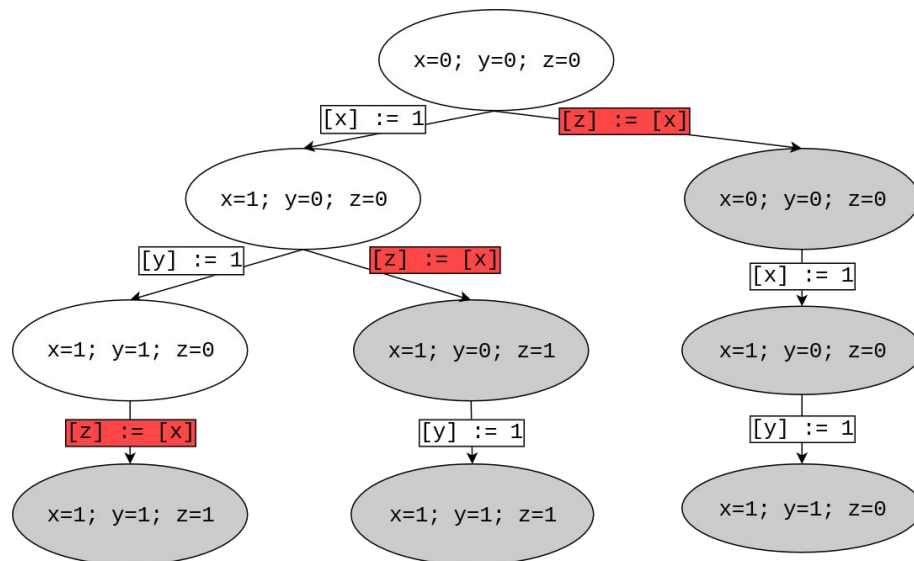 x=0; y=0; z=0
[x] := 1
[z] := [x]
x=1; y=0; z=0
x=0; y=0; z=0
[y] := 1
[z] := [x]
[x] := 1
x=1; y=1; z=0
x=1; y=0; z=1
x=1; y=0; z=0
[z] := [x]
[y] := 1
[y] := 1
x=1; y=1; z=1
x=1; y=1; z=1
x=1; y=1; z=0